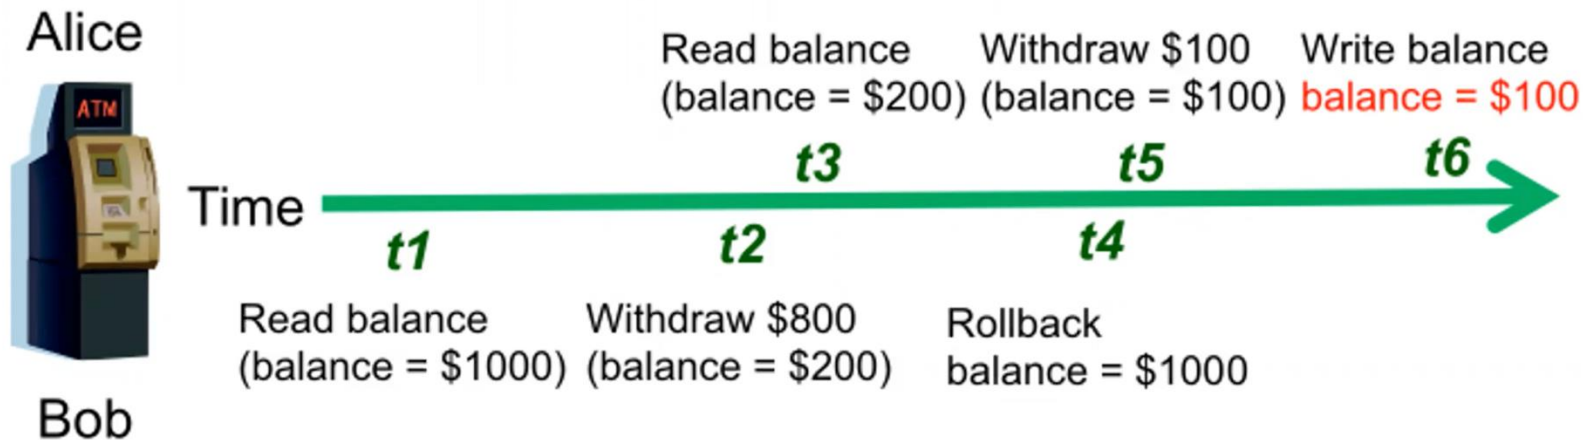 Alice
ATM
Read balance
(balance = $200)
Withdraw $100
(balance = $100)
Write balance
balance = $100
t3
t5
t6
Time
t1
t2
t4
Read balance
(balance = $1000)
Withdraw $800
(balance = $200)
Rollback
balance = $1000
Bob